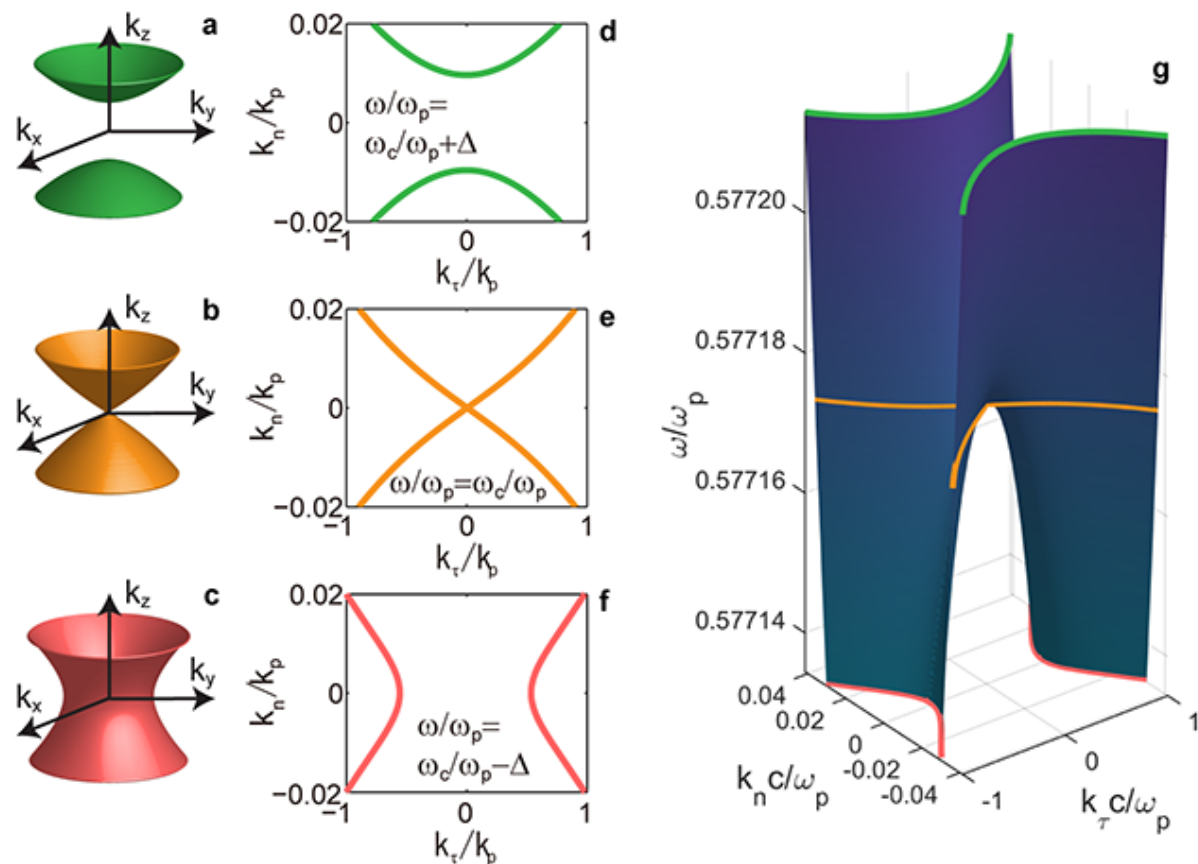 a
k_z
k_y
k_x
b
k_z
k_y
k_x
c
k_z
k_y
k_x
d
k_n/k_p
0.02
0
−0.02
−1
0
1
k_τ/k_p
ω/ω_p=
ω_c/ω_p+Δ
e
k_n/k_p
0.02
0
−0.02
−1
0
1
k_τ/k_p
ω/ω_p=ω_c/ω_p
f
k_n/k_p
0.02
0
−0.02
−1
0
1
k_τ/k_p
ω/ω_p=
ω_c/ω_p−Δ
g
ω/ω_p
0.57720
0.57718
0.57716
0.57714
0.04
0.02
0
-0.02
-0.04
k_n c/ω_p
-1
0
1
k_τ c/ω_p